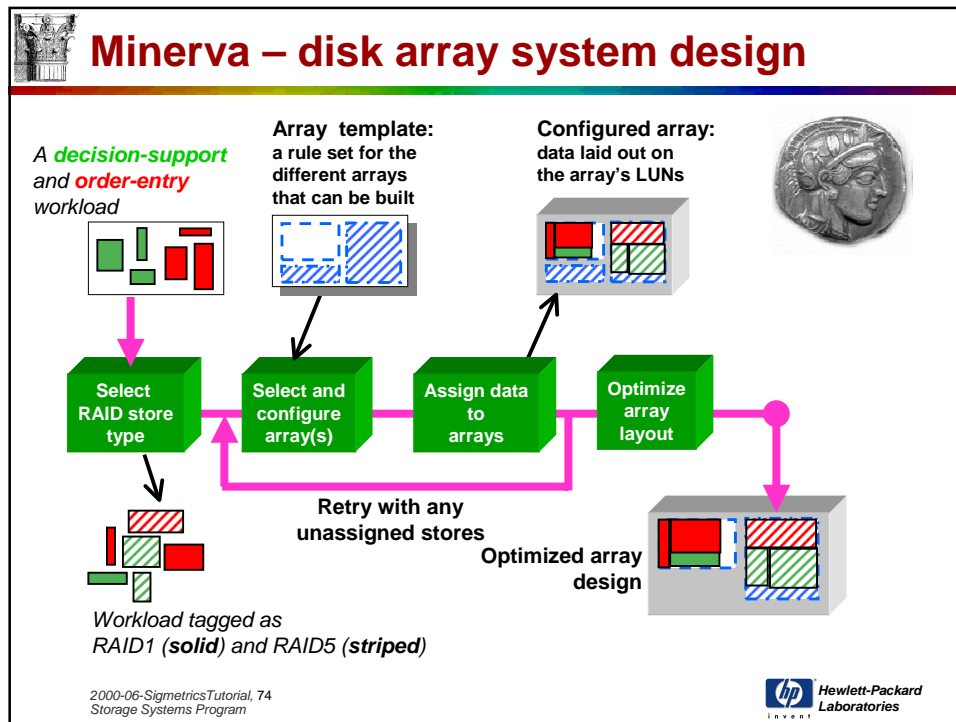 Minerva – disk array system design
A decision-support
and order-entry
workload
Array template:
a rule set for the
different arrays
that can be built
Configured array:
data laid out on
the array's LUNs
Select
RAID store
type
Select and
configure
array(s)
Assign data
to
arrays
Optimize
array
layout
Retry with any
unassigned stores
Optimized array
design
Workload tagged as
RAID1 (solid) and RAID5 (striped)
2000-06-SigmetricsTutorial, 74
Storage Systems Program
hp
invent
Hewlett-Packard
Laboratories